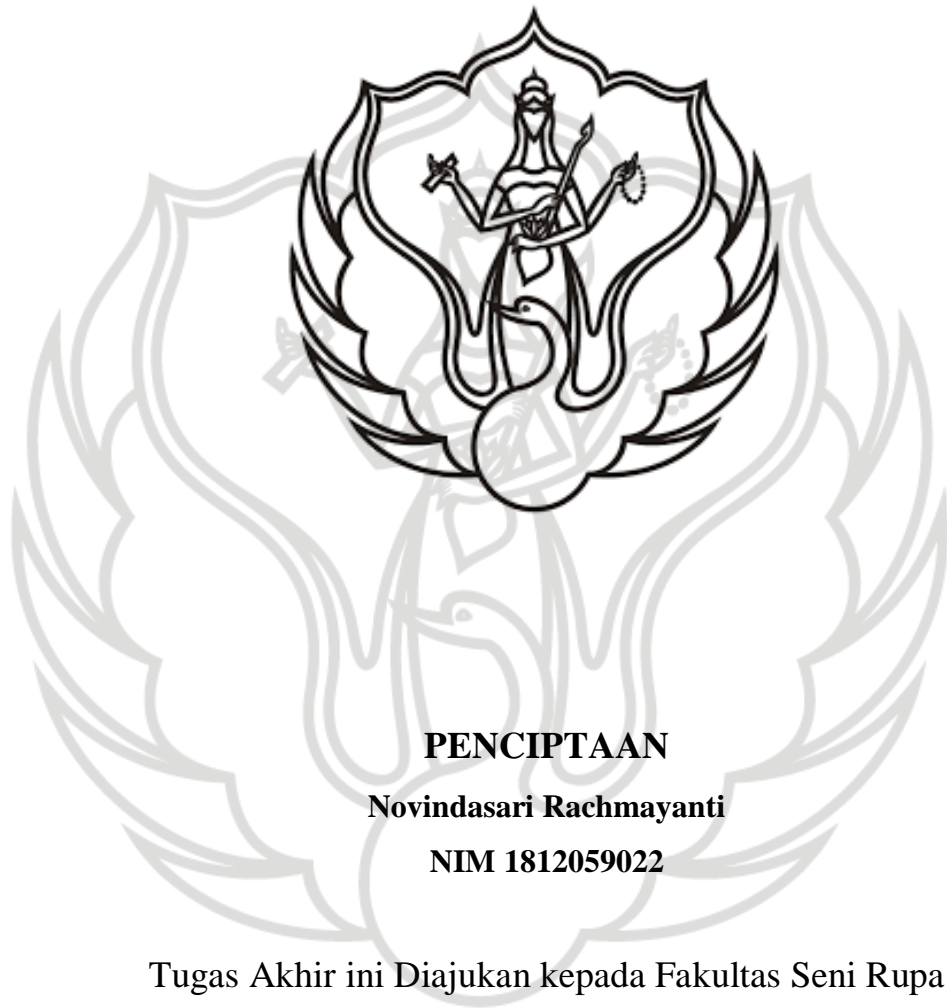 PENCIPTAAN
Novindasari Rachmayanti
NIM 1812059022
Tugas Akhir ini Diajukan kepada Fakultas Seni Rupa